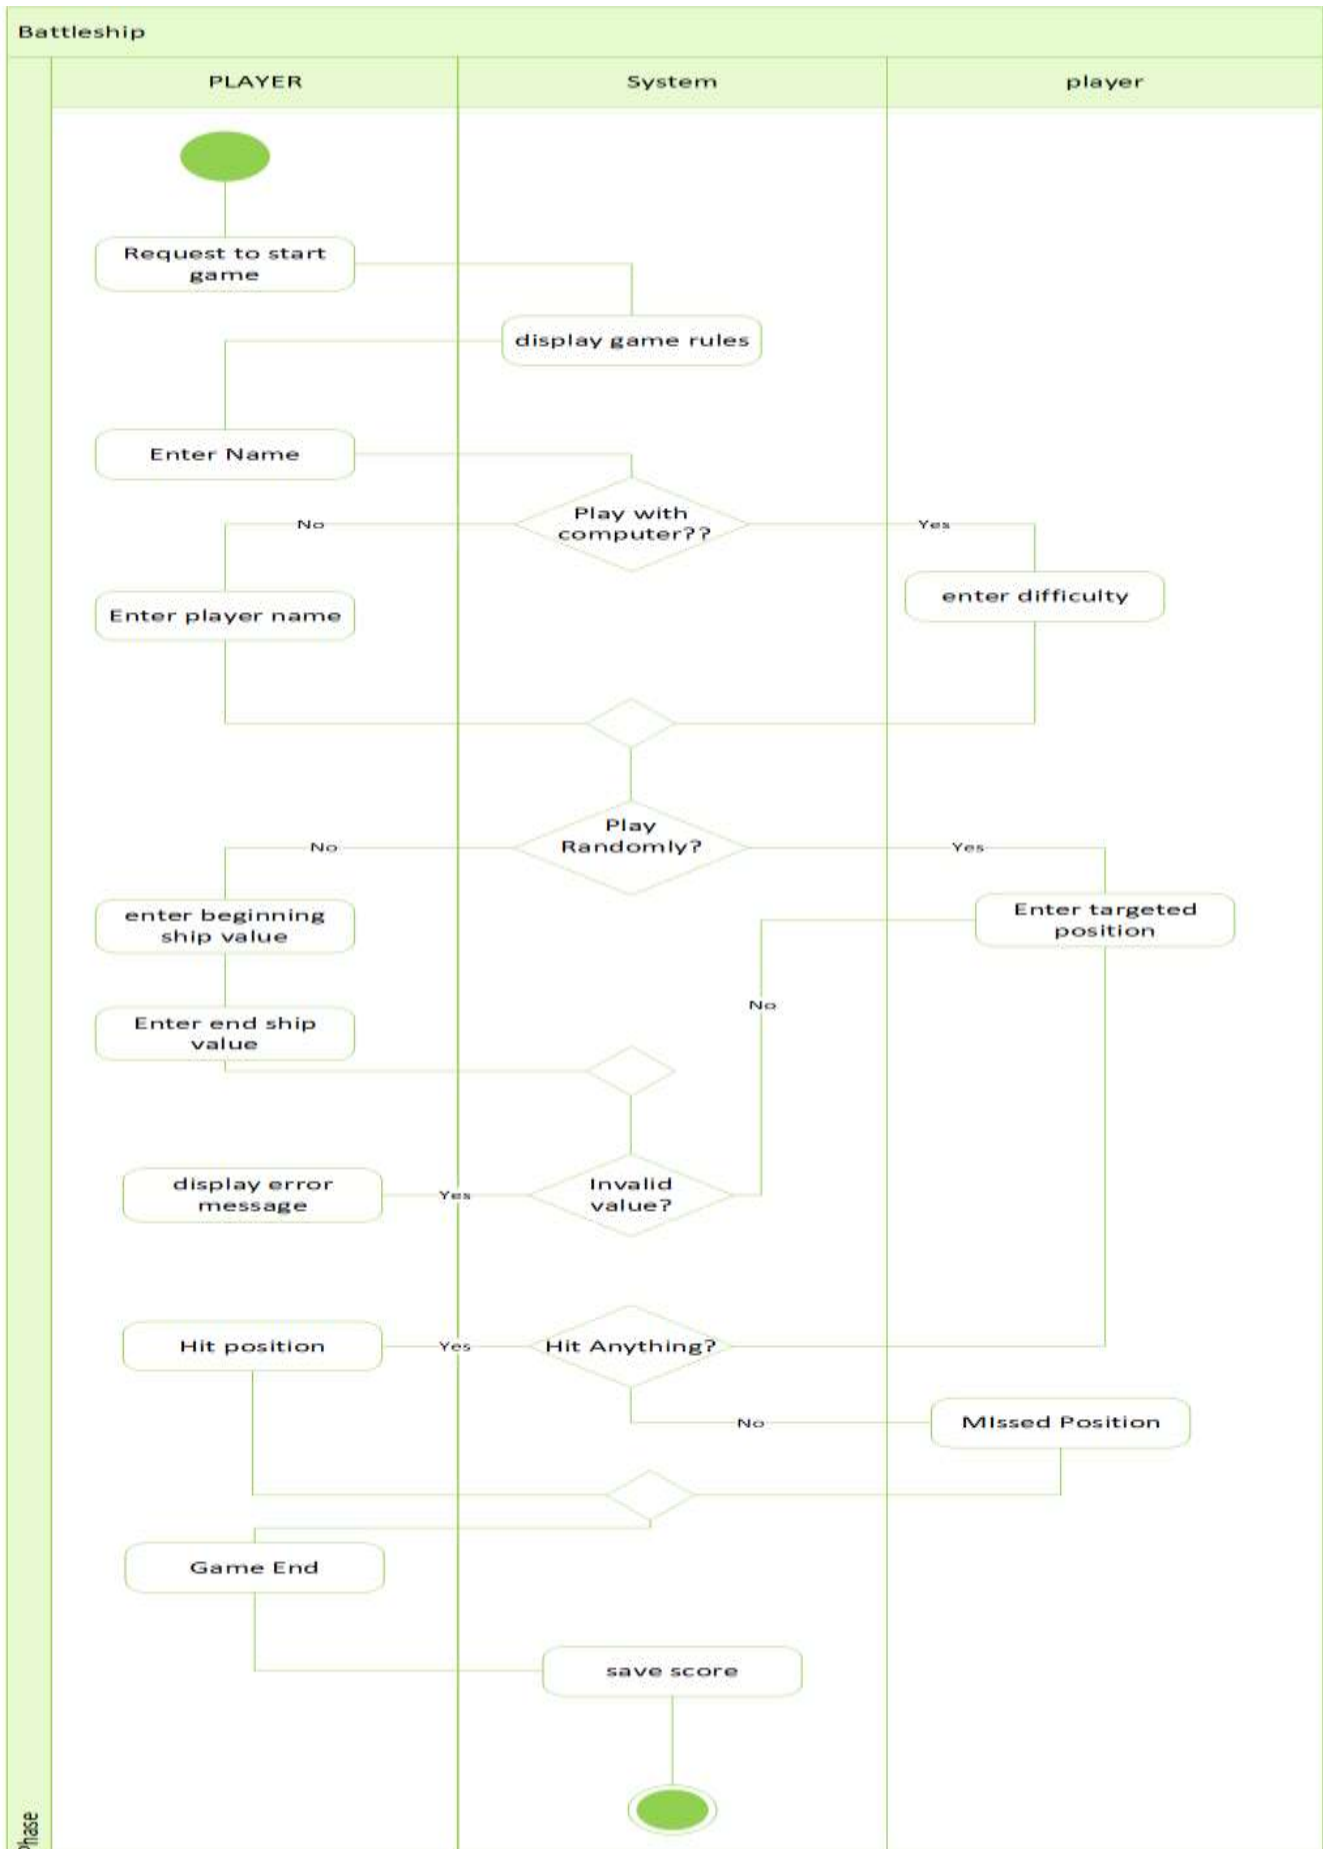 Battleship
PLAYER
System
player
Request to start
game
display game rules
Enter Name
Play with
computer??
No
Yes
Enter player name
enter difficulty
Play
Randomly?
No
Yes
enter beginning
ship value
Enter targeted
position
No
Enter end ship
value
display error
message
Yes
Invalid
value?
Hit position
Yes
Hit Anything?
No
MIssed Position
Game End
save score
Phase